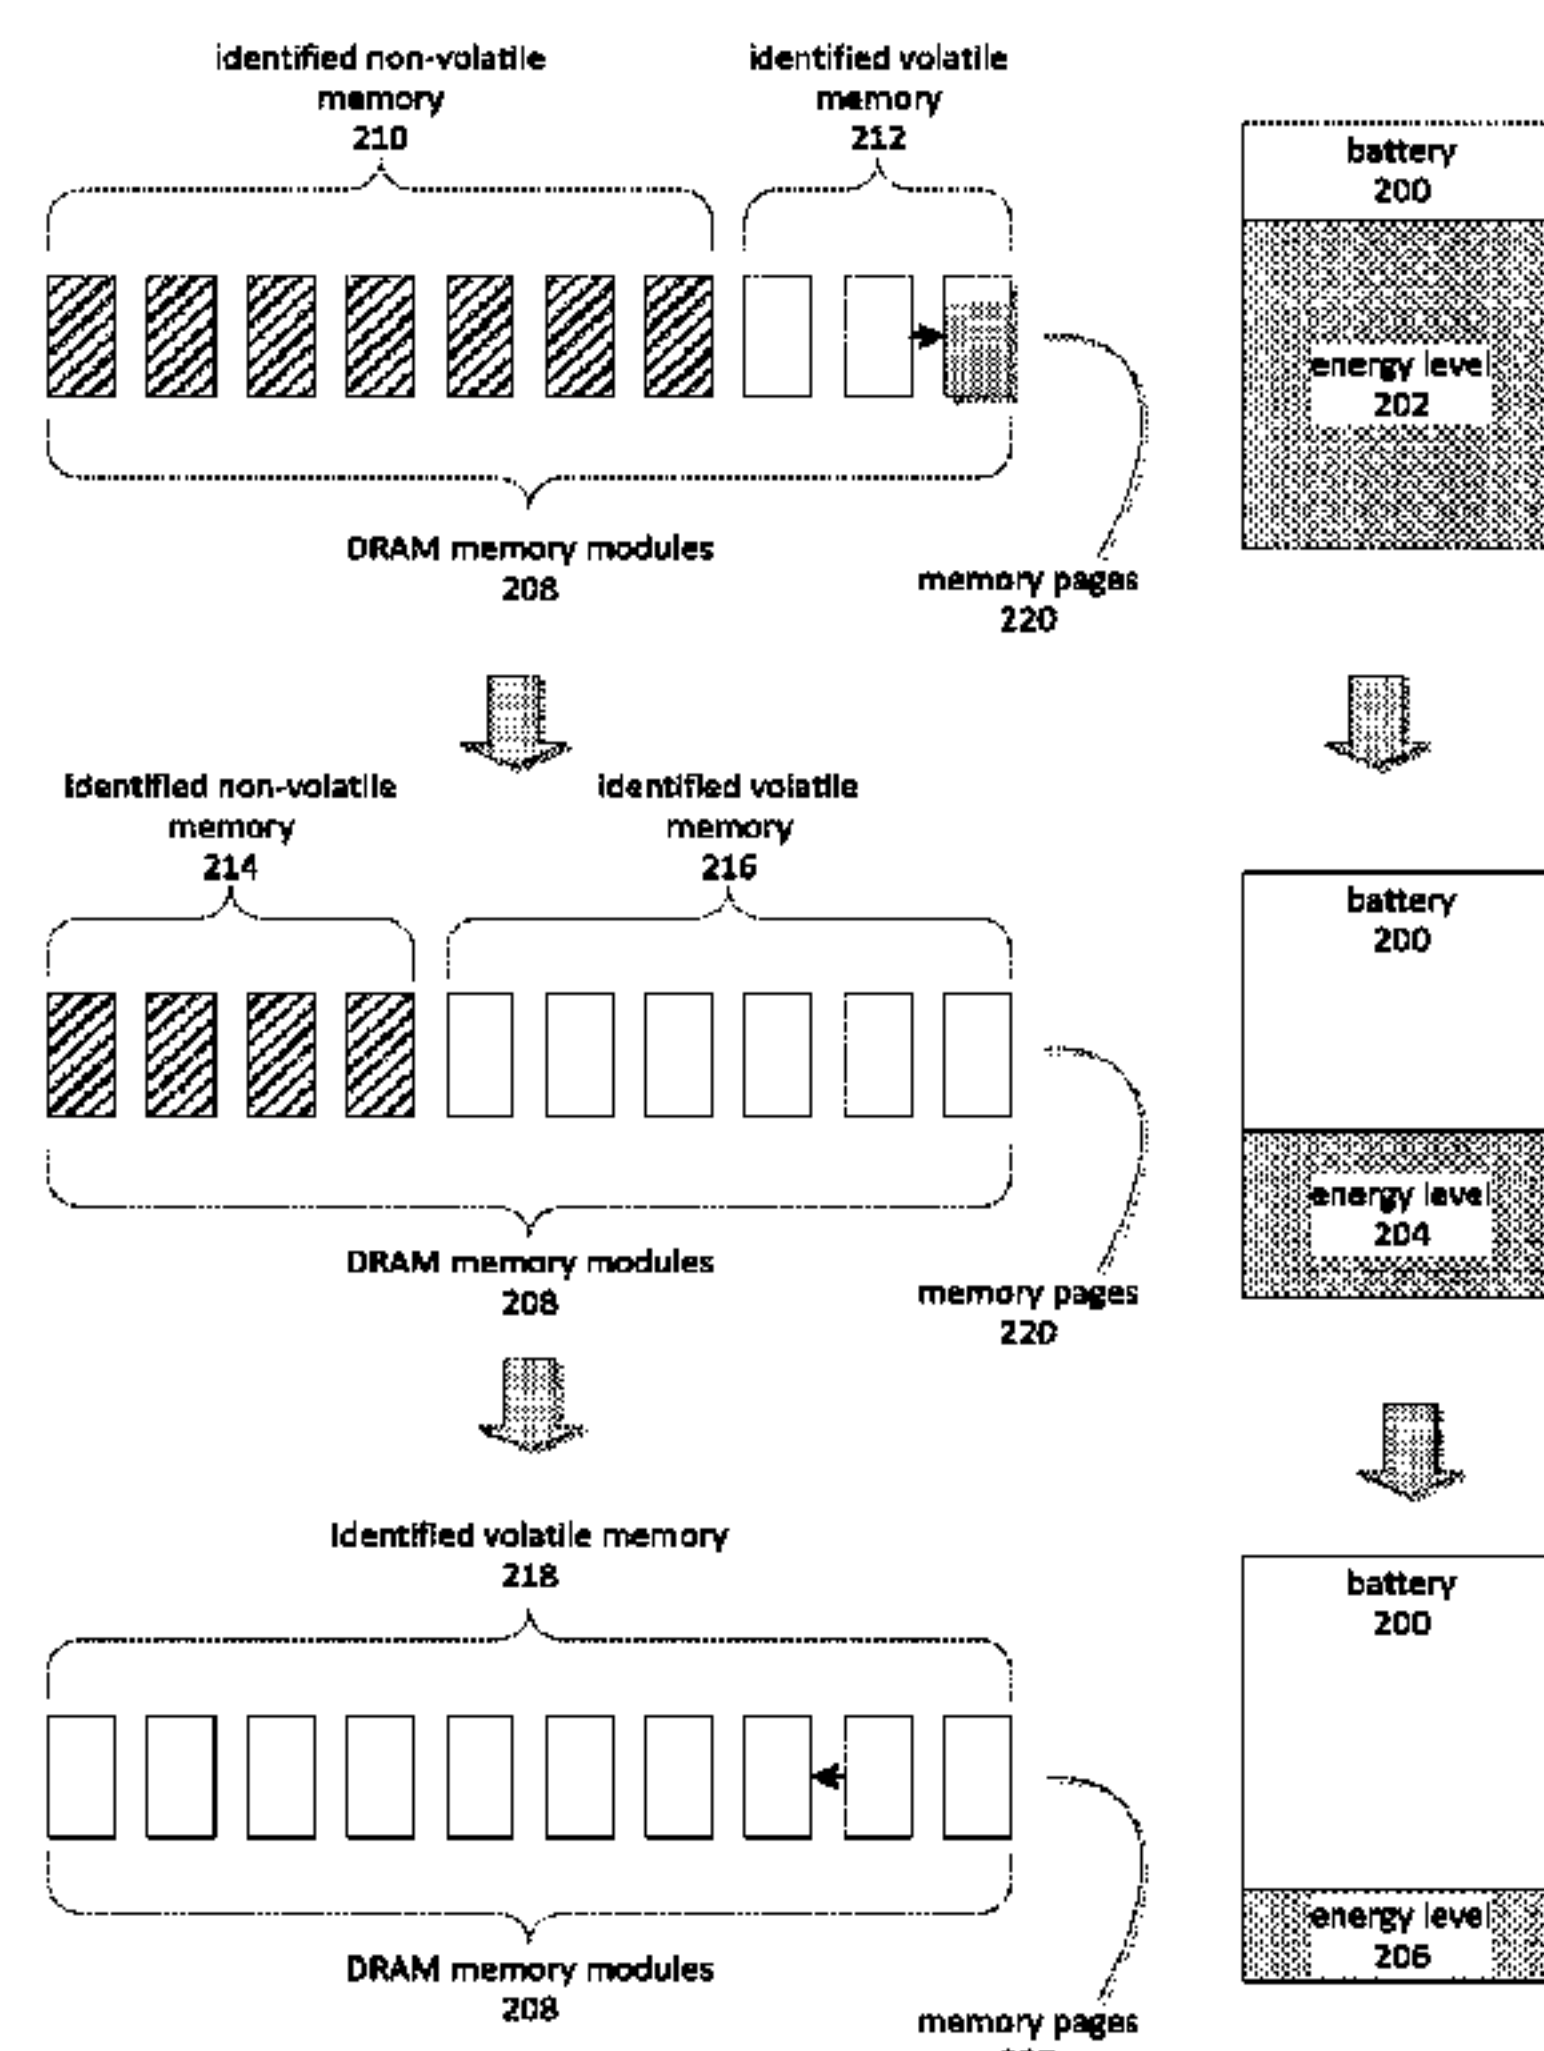 identified non-volatile
memory
210
identified volatile
memory
212
battery
200
energy level
202
DRAM memory modules
208
memory pages
220
identified non-volatile
memory
214
identified volatile
memory
216
battery
200
energy level
204
DRAM memory modules
208
memory pages
220
Identified volatile memory
218
battery
200
energy level
206
DRAM memory modules
208
memory pages